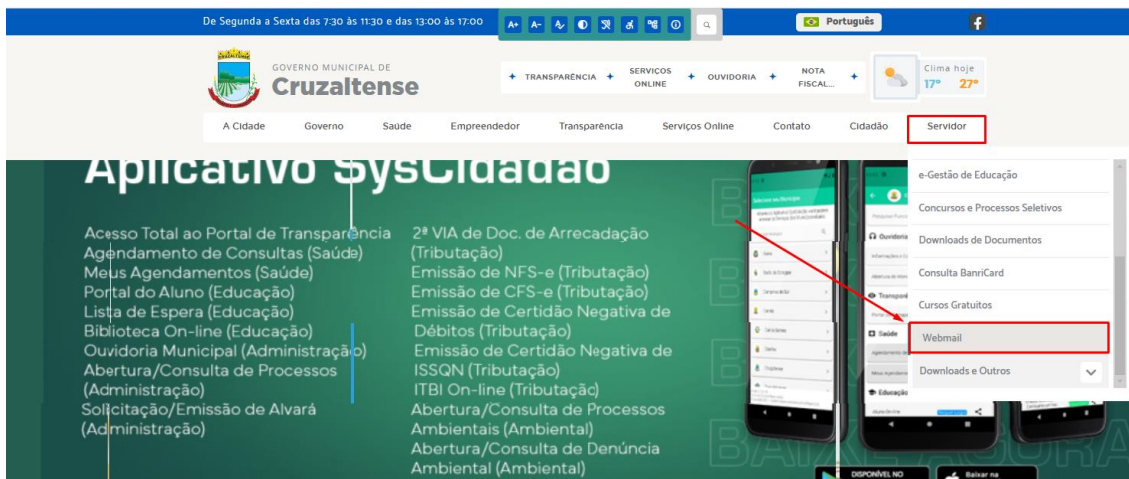 De Segunda a Sexta das 7:30 às 11:30 e das 13:00 às 17:00
A+ A-
Português
GOVERNO MUNICIPAL DE
Cruzaltense
TRANSPARÊNCIA
SERVIÇOS
ONLINE
OUVIDORIA
NOTA
FISCAL...
Clima hoje
17° 27°
A Cidade Governo Saúde Empreendedor Transparência Serviços Online Contato Cidadão Servidor
e-Gestão de Educação
Concursos e Processos Seletivos
Downloads de Documentos
Consulta BanriCard
Cursos Gratuitos
Webmail
Downloads e Outros
Aplicativo SysCidadão
Acesso Total ao Portal de Transparência
Agendamento de Consultas (Saúde)
Meus Agendamentos (Saúde)
Portal do Aluno (Educação)
Lista de Espera (Educação)
Biblioteca On-line (Educação)
Ouvidoria Municipal (Administração)
Abertura/Consulta de Processos
(Administração)
Solicitação/Emissão de Alvará
(Administração)
2ª VIA de Doc. de Arrecadação
(Tributação)
Emissão de NFS-e (Tributação)
Emissão de CFS-e (Tributação)
Emissão de Certidão Negativa de
Débitos (Tributação)
Emissão de Certidão Negativa de
ISSQN (Tributação)
ITBI On-line (Tributação)
Abertura/Consulta de Processos
Ambientais (Ambiental)
Abertura/Consulta de Denúncia
Ambiental (Ambiental)
Ouvidoria
Saúde
Educação
DISPONÍVEL NO
Baixar na